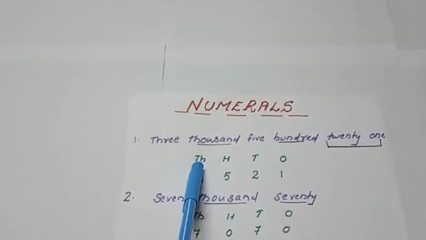 NUMERALS
1. Three thousand five hundred twenty one
Th H T O
5 2 1
2. Seven thousand seventy
Th H T O
7 0 7 0